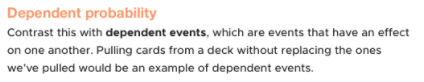 Dependent probability
Contrast this with dependent events, which are events that have an effect
on one another. Pulling cards from a deck without replacing the ones
we've pulled would be an example of dependent events.